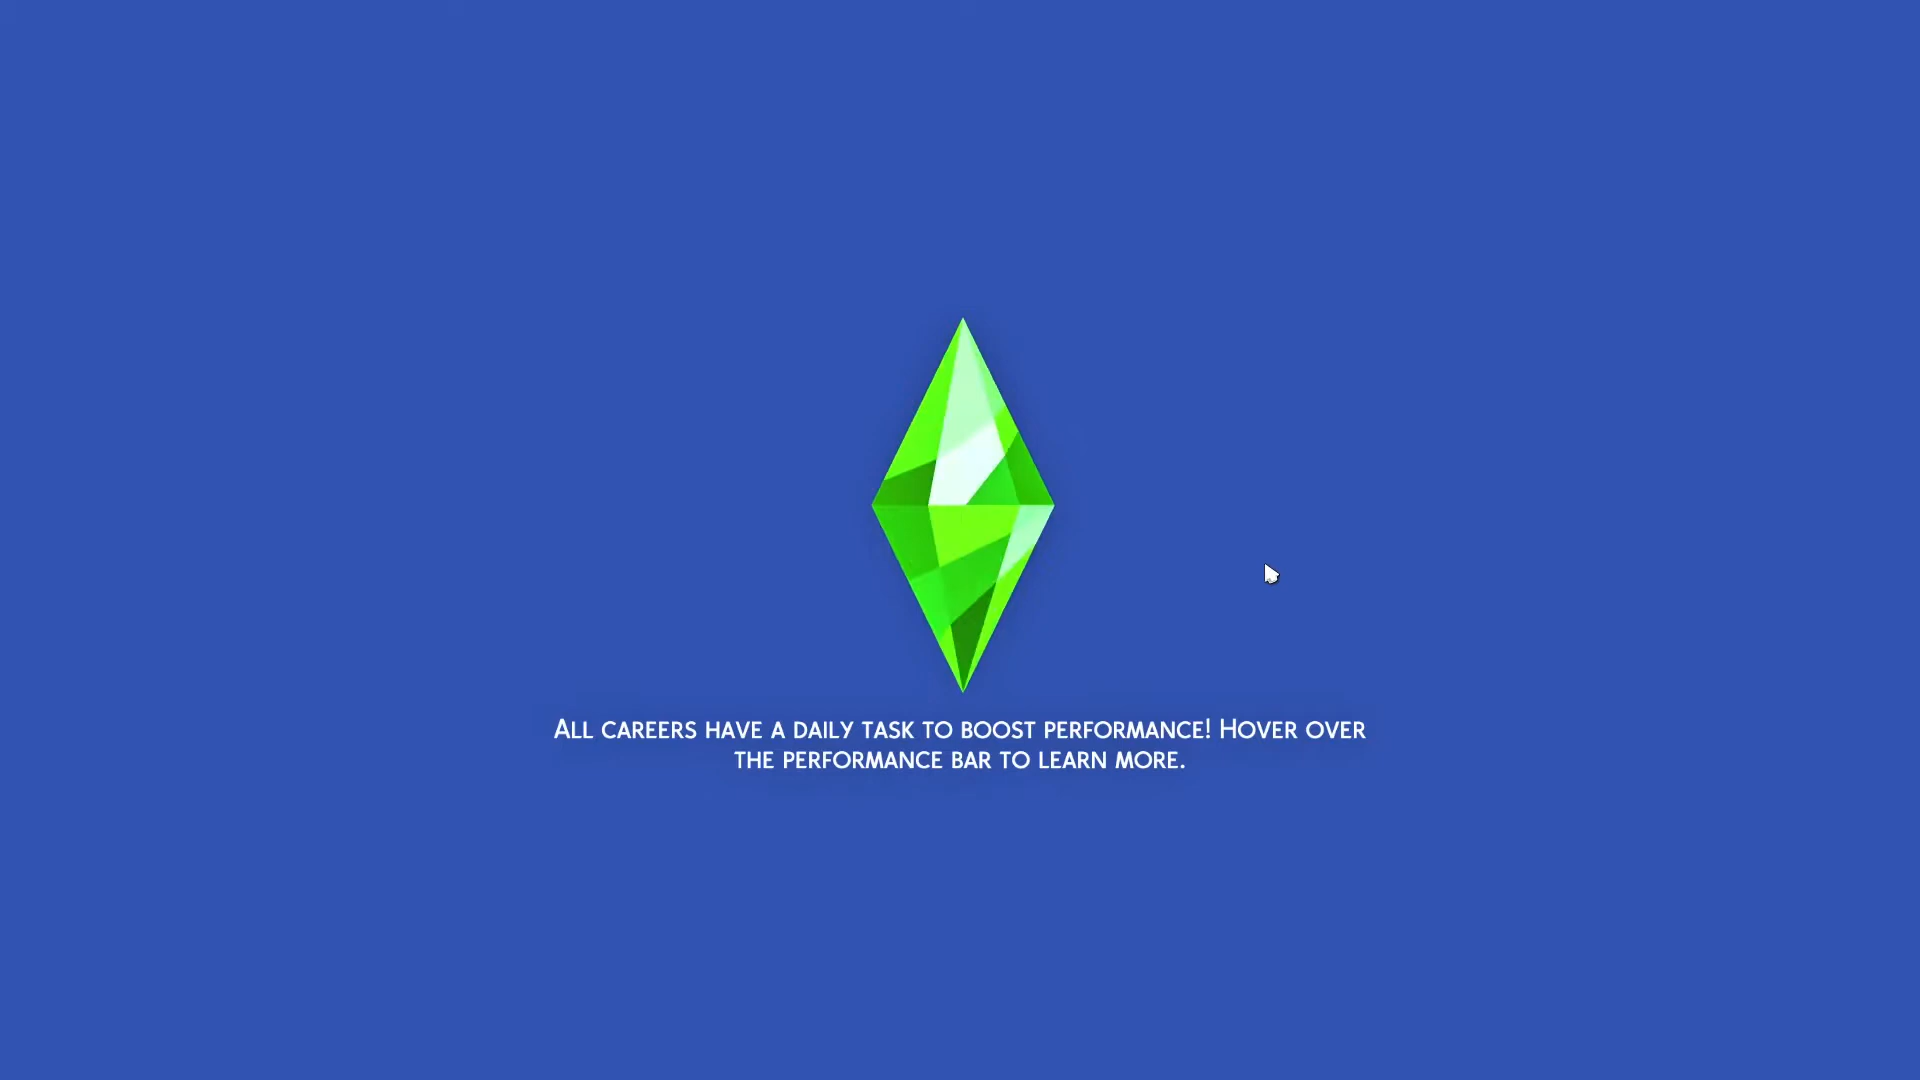 All careers have a daily task to boost performance! Hover over
the performance bar to learn more.